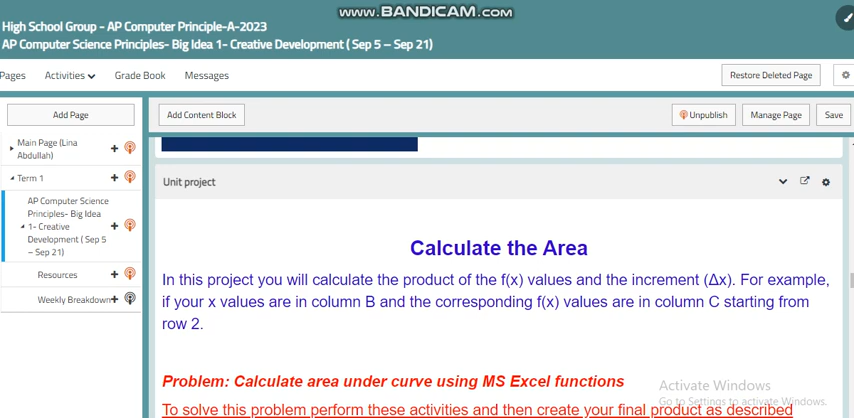 www.BANDICAM.com
High School Group - AP Computer Principle-A-2023
AP Computer Science Principles- Big Idea 1- Creative Development ( Sep 5 – Sep 21)
Pages Activities Grade Book Messages Restore Deleted Page
Add Page Add Content Block Unpublish Manage Page Save
Main Page (Lina
Abdullah)
Term 1
AP Computer Science
Principles- Big Idea
1- Creative
Development ( Sep 5
– Sep 21)
Resources
Weekly Breakdown
Unit project
Calculate the Area
In this project you will calculate the product of the f(x) values and the increment (Δx). For example,
if your x values are in column B and the corresponding f(x) values are in column C starting from
row 2.
Problem: Calculate area under curve using MS Excel functions
To solve this problem perform these activities and then create your final product as described
Activate Windows
Go to Settings to activate Windows.